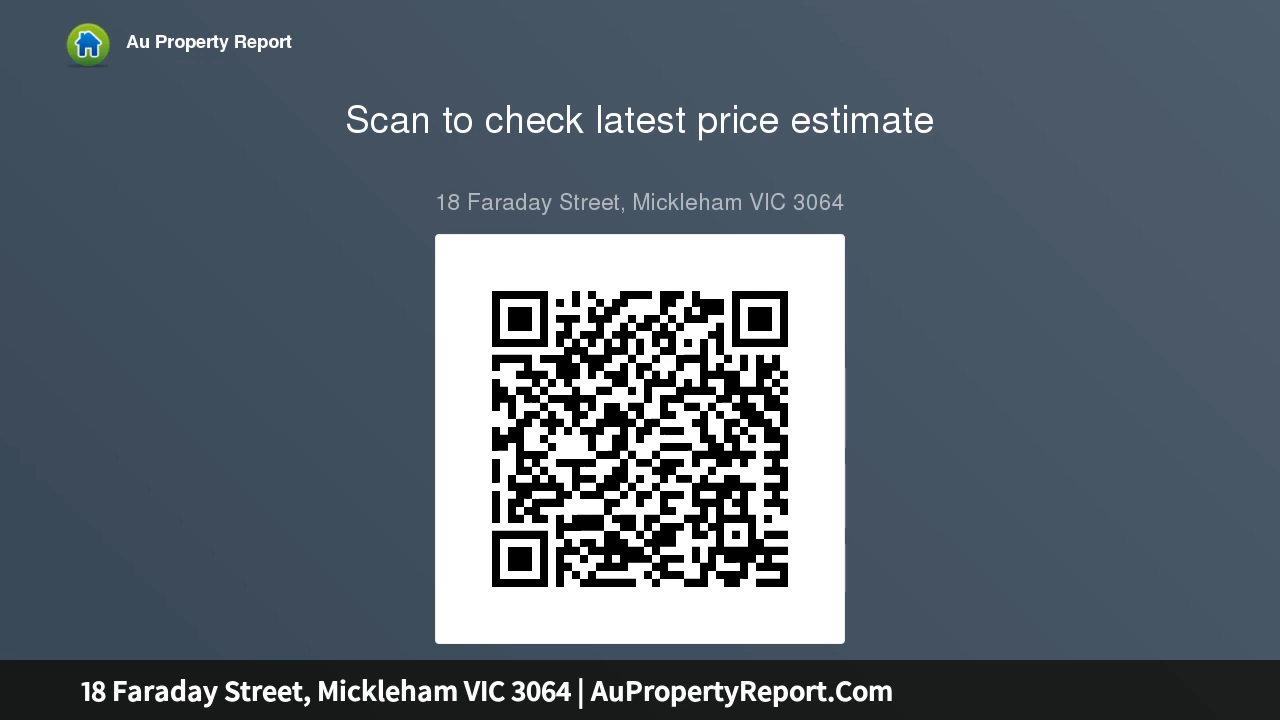 Au Property Report
Scan to check latest price estimate
18 Faraday Street, Mickleham VIC 3064
18 Faraday Street, Mickleham VIC 3064 | AuPropertyReport.Com